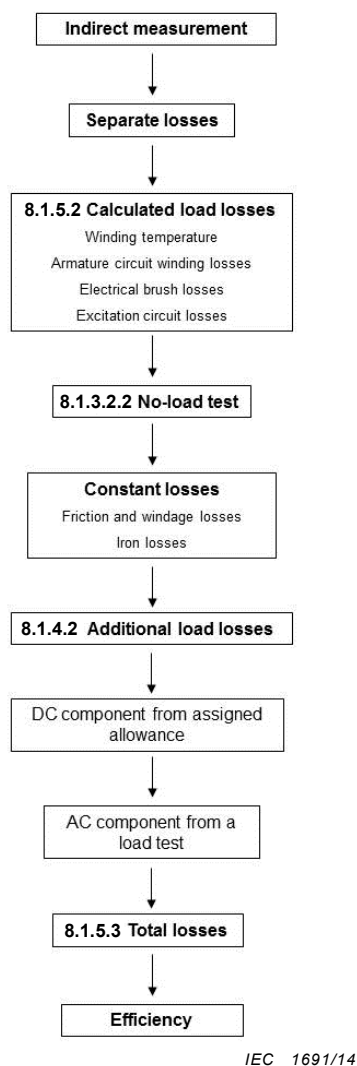 Indirect measurement
Separate losses
8.1.5.2 Calculated load losses
Winding temperature
Armature circuit winding losses
Electrical brush losses
Excitation circuit losses
8.1.3.2.2 No-load test
Constant losses
Friction and windage losses
Iron losses
8.1.4.2 Additional load losses
DC component from assigned
allowance
AC component from a
load test
8.1.5.3 Total losses
Efficiency
IEC 1691/14